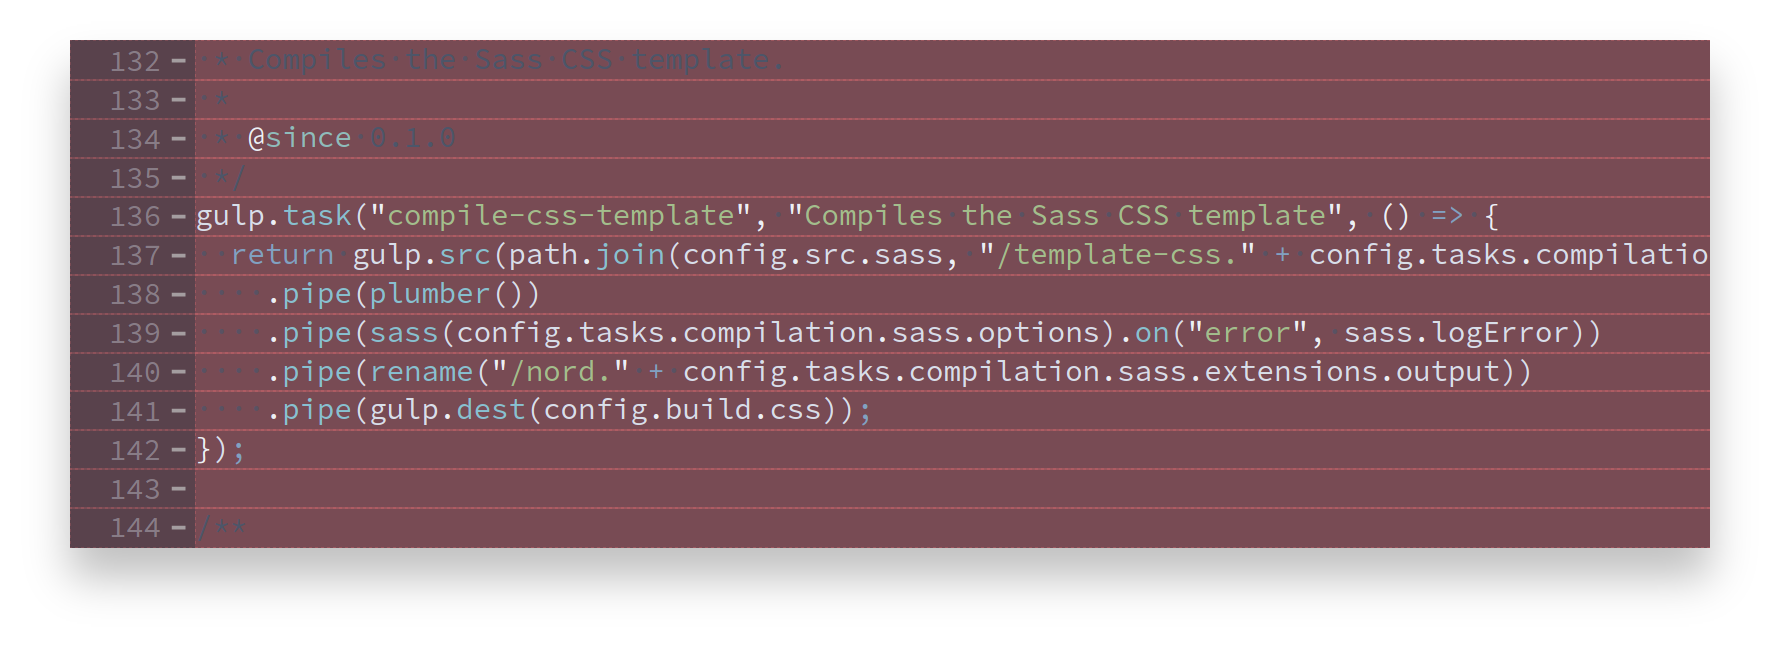 132 - * Compiles the Sass CSS template.
133 - *
134 - * @since 0.1.0
135 - */
136 - gulp.task("compile-css-template", "Compiles the Sass CSS template", () => {
137 -   return gulp.src(path.join(config.src.sass, "/template-css." + config.tasks.compilatio
138 -     .pipe(plumber())
139 -     .pipe(sass(config.tasks.compilation.sass.options).on("error", sass.logError))
140 -     .pipe(rename("/nord." + config.tasks.compilation.sass.extensions.output))
141 -     .pipe(gulp.dest(config.build.css));
142 - });
143 -
144 - /**